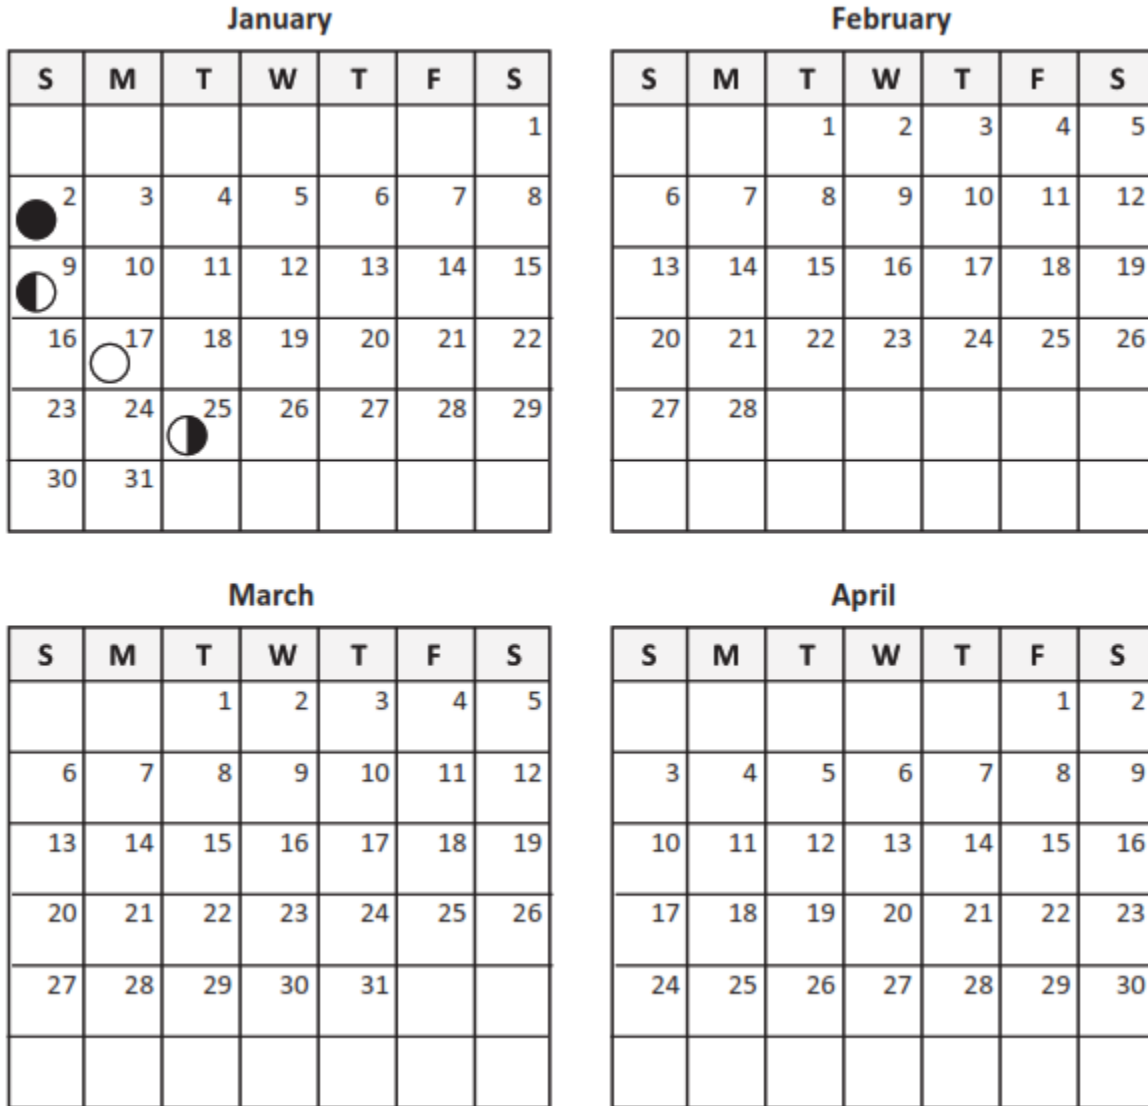 January February
S M T W T F S S M T W T F S
1 1 2 3 4 5
2 3 4 5 6 7 8 6 7 8 9 10 11 12
9 10 11 12 13 14 15 13 14 15 16 17 18 19
16 17 18 19 20 21 22 20 21 22 23 24 25 26
23 24 25 26 27 28 29 27 28
30 31
March April
S M T W T F S S M T W T F S
1 2 3 4 5 1 2
6 7 8 9 10 11 12 3 4 5 6 7 8 9
13 14 15 16 17 18 19 10 11 12 13 14 15 16
20 21 22 23 24 25 26 17 18 19 20 21 22 23
27 28 29 30 31 24 25 26 27 28 29 30